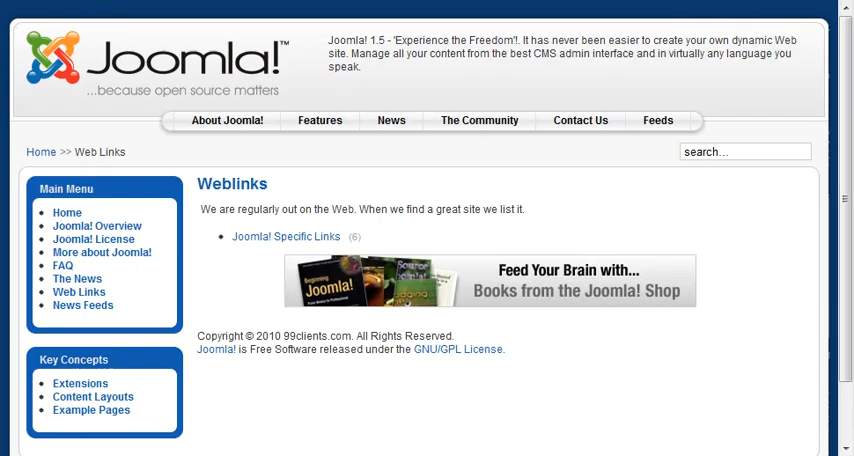 Joomla!™
...because open source matters
Joomla! 1.5 - 'Experience the Freedom'!. It has never been easier to create your own dynamic Web
site. Manage all your content from the best CMS admin interface and in virtually any language you
speak.
About Joomla! Features News The Community Contact Us Feeds
Home >> Web Links
search...
Main Menu
Home
Joomla! Overview
Joomla! License
More about Joomla!
FAQ
The News
Web Links
News Feeds
Key Concepts
Extensions
Content Layouts
Example Pages
Weblinks
We are regularly out on the Web. When we find a great site we list it.
Joomla! Specific Links (6)
Beginning
Joomla!
Feed Your Brain with...
Books from the Joomla! Shop
Copyright © 2010 99clients.com. All Rights Reserved.
Joomla! is Free Software released under the GNU/GPL License.